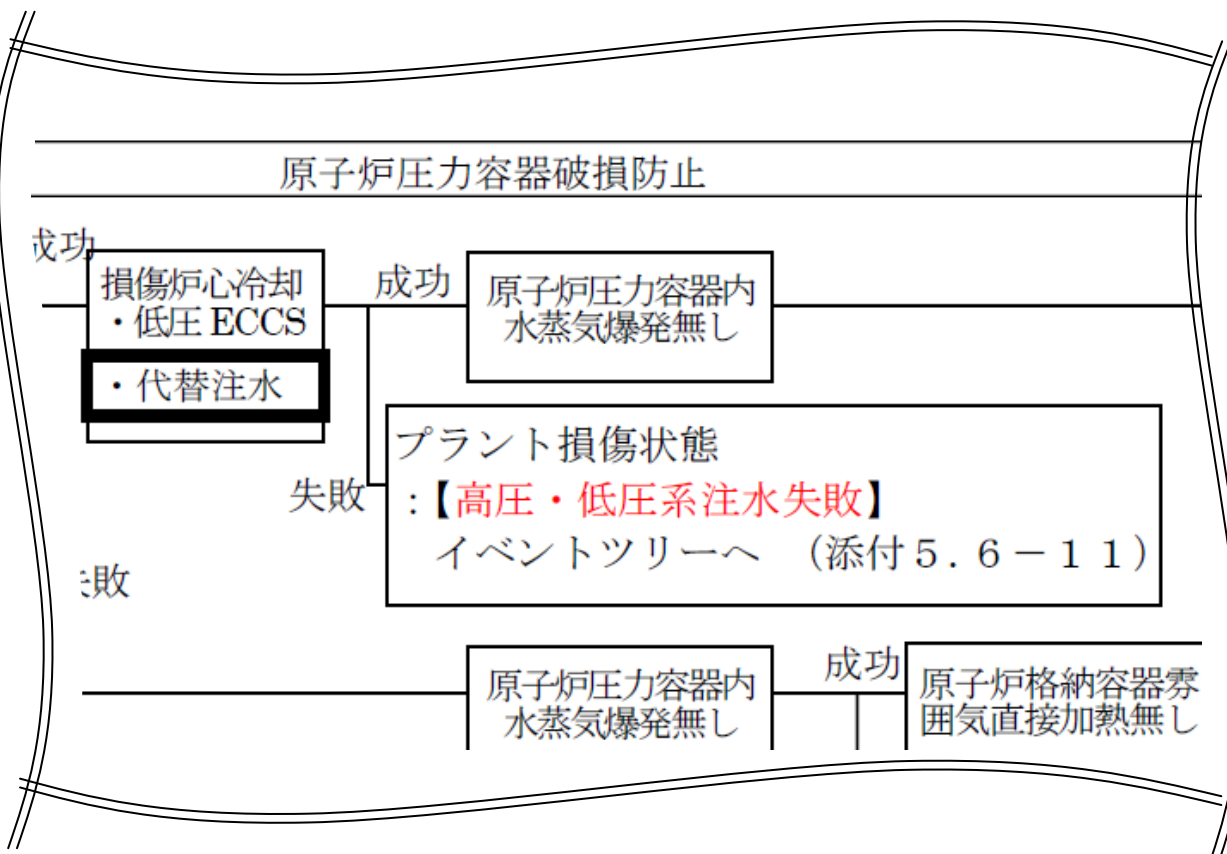 原子炉圧力容器破損防止
成功
損傷炉心冷却
・低圧 ECCS
・代替注水
成功
原子炉圧力容器内
水蒸気爆発無し
失敗
プラント損傷状態
:【高圧・低圧系注水失敗】
イベントツリーへ （添付５.６－１１）
失敗
原子炉圧力容器内
水蒸気爆発無し
成功
原子炉格納容器雰
囲気直接加熱無し